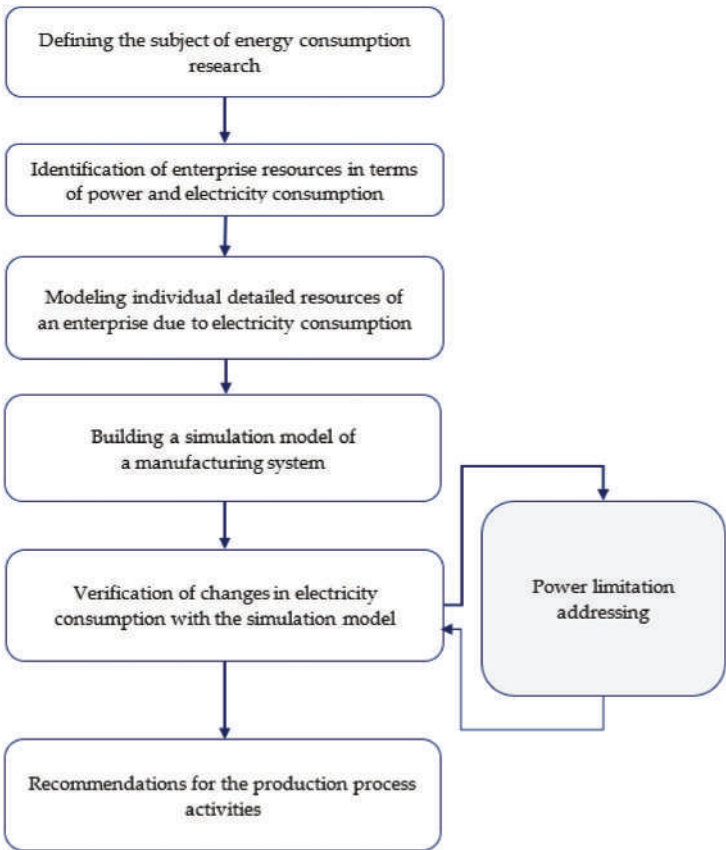 Defining the subject of energy consumption
research
Identification of enterprise resources in terms
of power and electricity consumption
Modeling individual detailed resources of
an enterprise due to electricity consumption
Building a simulation model of
a manufacturing system
Verification of changes in electricity
consumption with the simulation model
Power limitation
addressing
Recommendations for the production process
activities